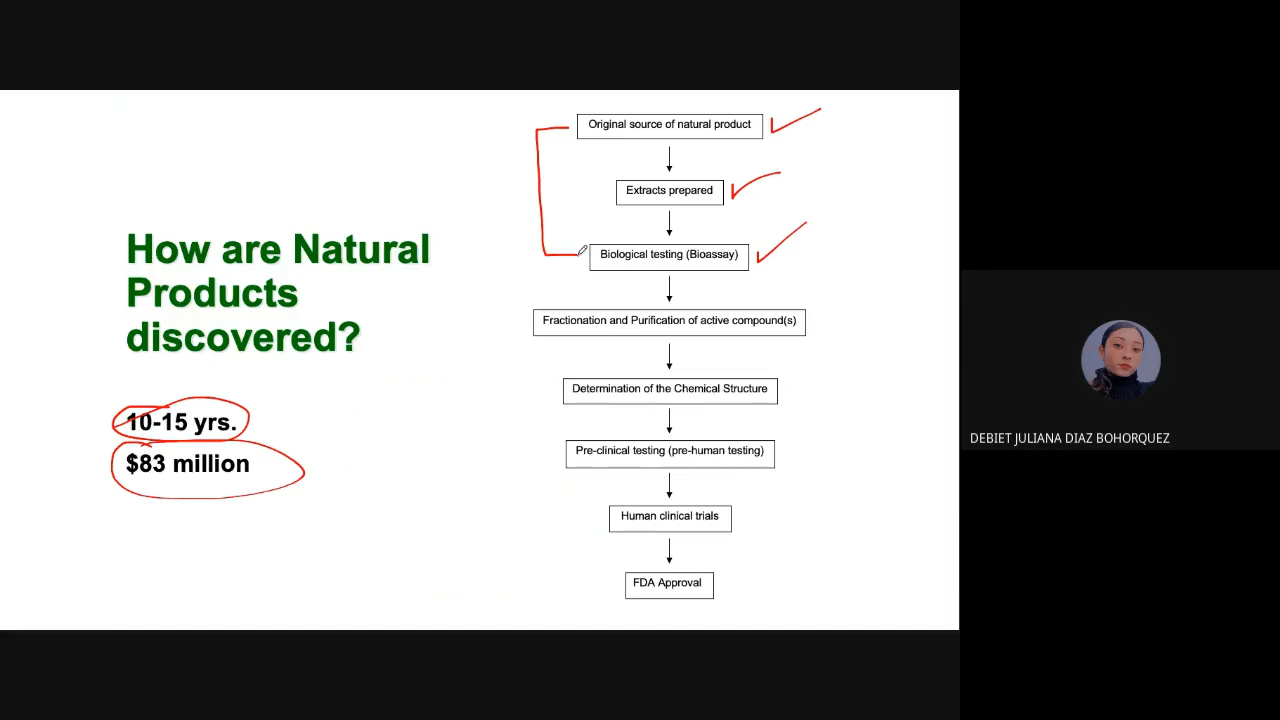 How are Natural
Products
discovered?
10-15 yrs.
$83 million
Original source of natural product
Extracts prepared
Biological testing (Bioassay)
Fractionation and Purification of active compound(s)
Determination of the Chemical Structure
Pre-clinical testing (pre-human testing)
Human clinical trials
FDA Approval
DEBIET JULIANA DIAZ BOHORQUEZ